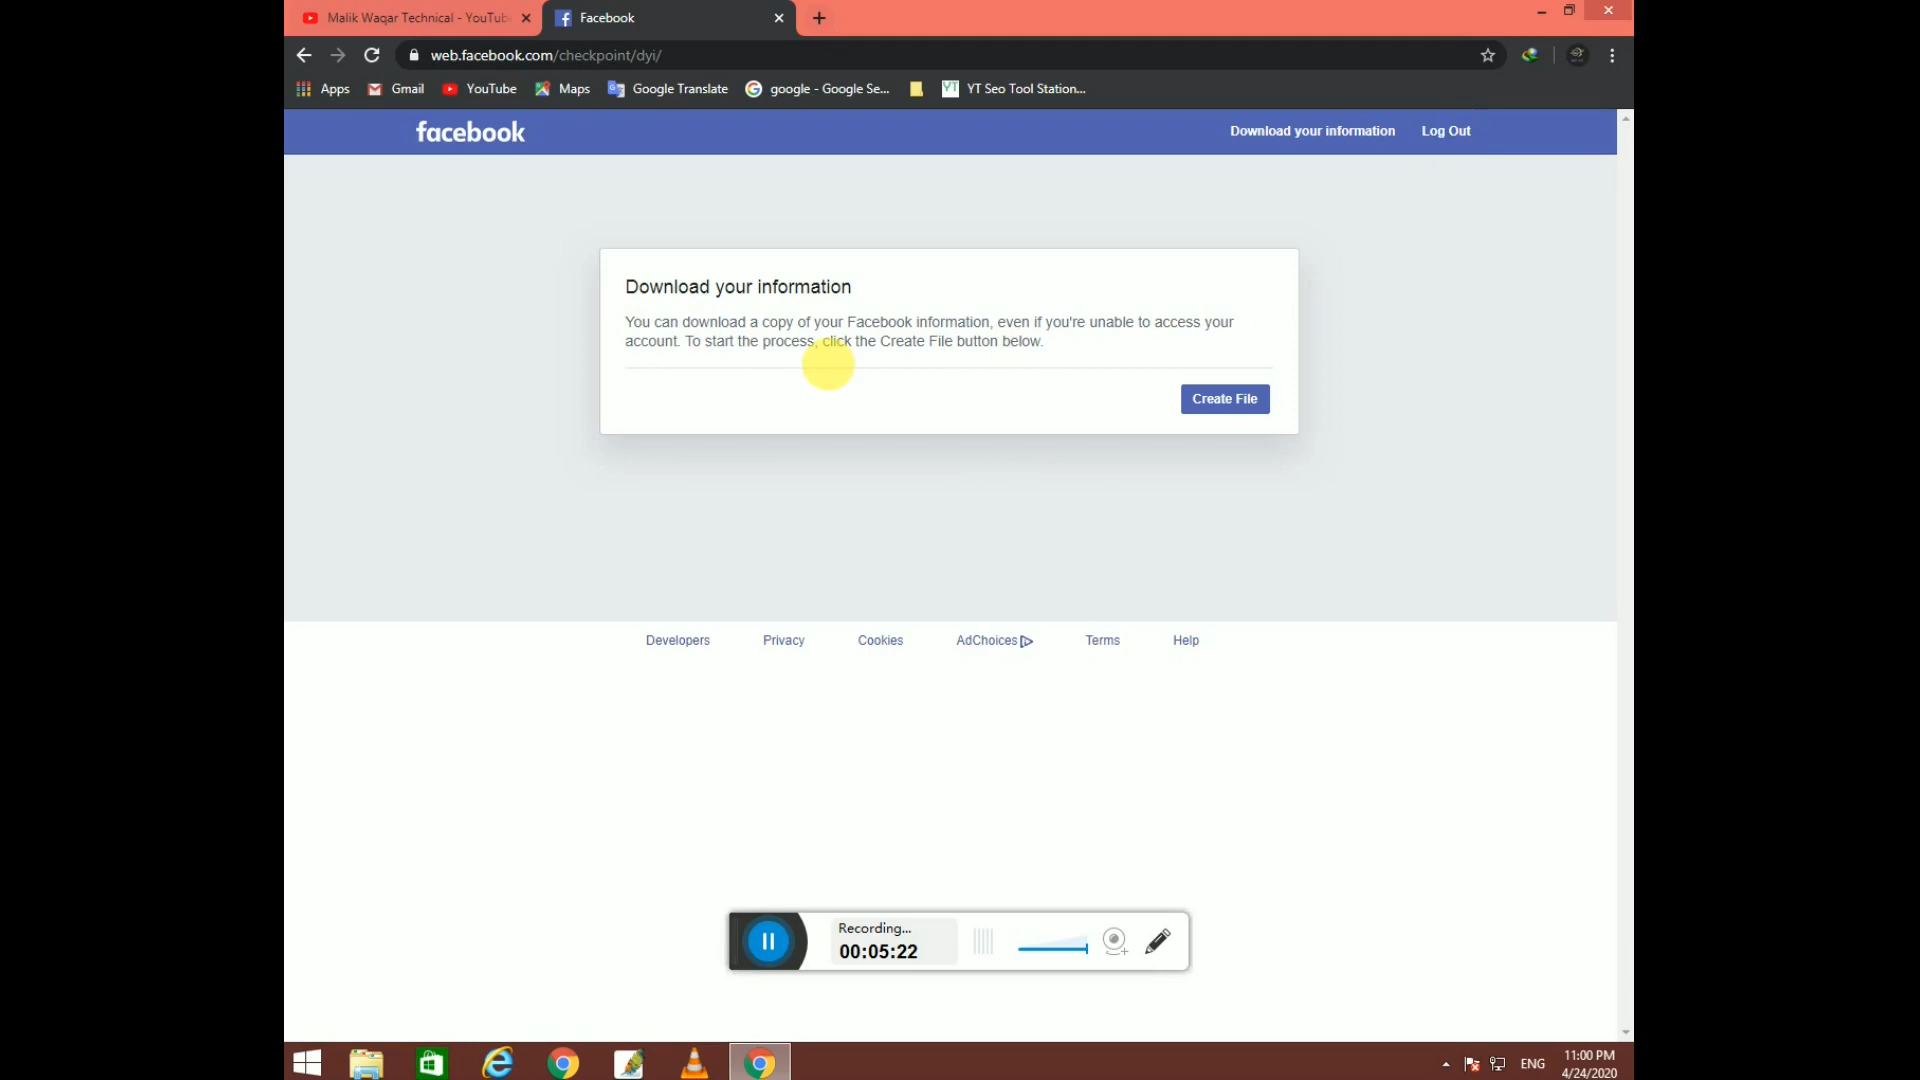 Malik Waqar Technical - YouTub
Facebook
web.facebook.com/checkpoint/dyi/
Apps
Gmail
YouTube
Maps
Google Translate
google - Google Se...
YT Seo Tool Station...
facebook
Download your information
Log Out
Download your information
You can download a copy of your Facebook information, even if you're unable to access your
account. To start the process, click the Create File button below.
Create File
Developers
Privacy
Cookies
AdChoices
Terms
Help
Recording...
00:05:22
ENG
11:00 PM
4/24/2020